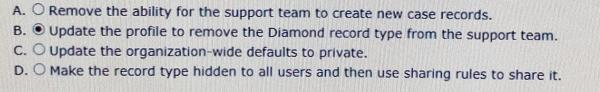 A. Remove the ability for the support team to create new case records.
B. Update the profile to remove the Diamond record type from the support team.
C. Update the organization-wide defaults to private.
D. Make the record type hidden to all users and then use sharing rules to share it.